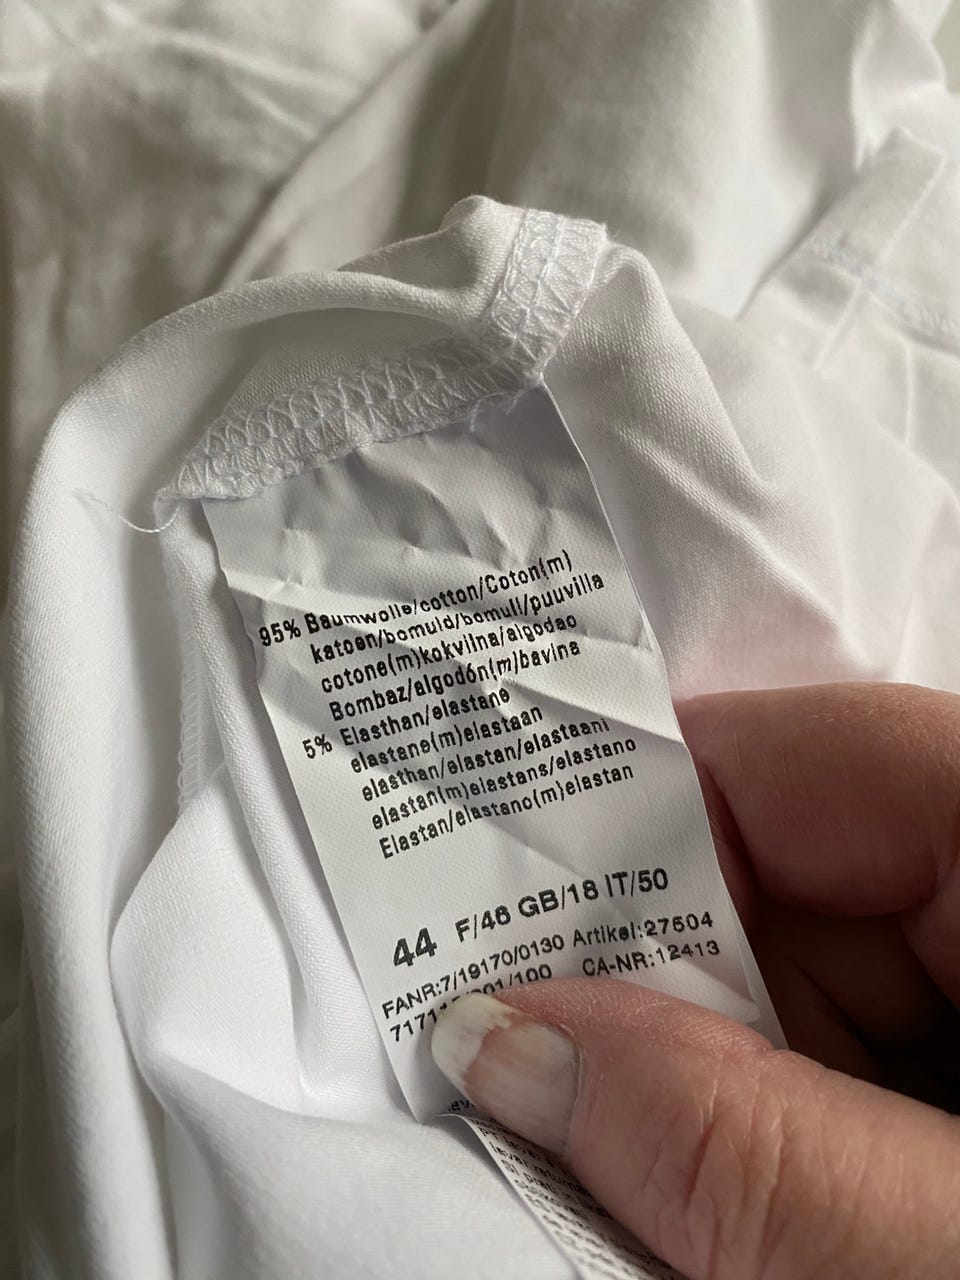 95% Baumwolle/cotton/Coton(m)
katoen/bomuld/bomull/puuvilla
cotone(m)kokvilna/algodao
Bombaz/algodón(m)bavlna
5% Elasthan/elastane
elastane(m)elastaan
elasthan/elastan/elastaani
elastan(m)elastans/elastano
Elastan/elastano(m)elastan
44 F/46 GB/18 IT/50
FANR:7/19170/0130 Artikel:27604
CA-NR:12413